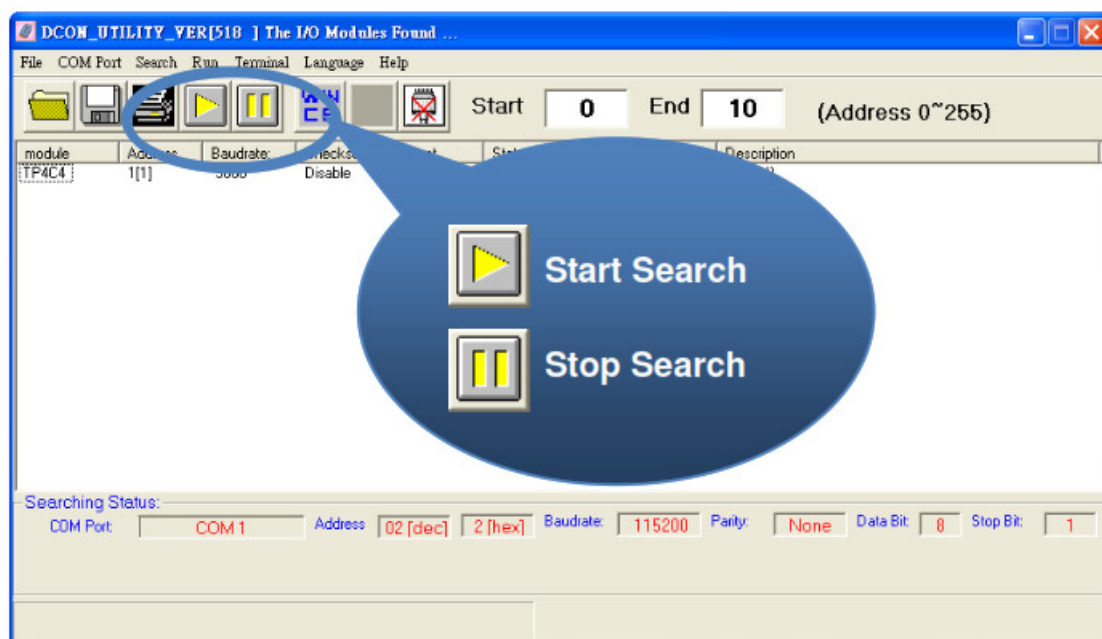 DCON_UTILITY_VER[518 ] The I/O Modules Found ...
File COM Port Search Run Terminal Language Help
Start 0 End 10 (Address 0~255)
module Address Baudrate: Description
TP4C4 1[1] Disable
Start Search
Stop Search
Searching Status:
COM Port: COM 1 Address 02 [dec] 2 [hex] Baudrate: 115200 Parity: None Data Bit: 8 Stop Bit: 1